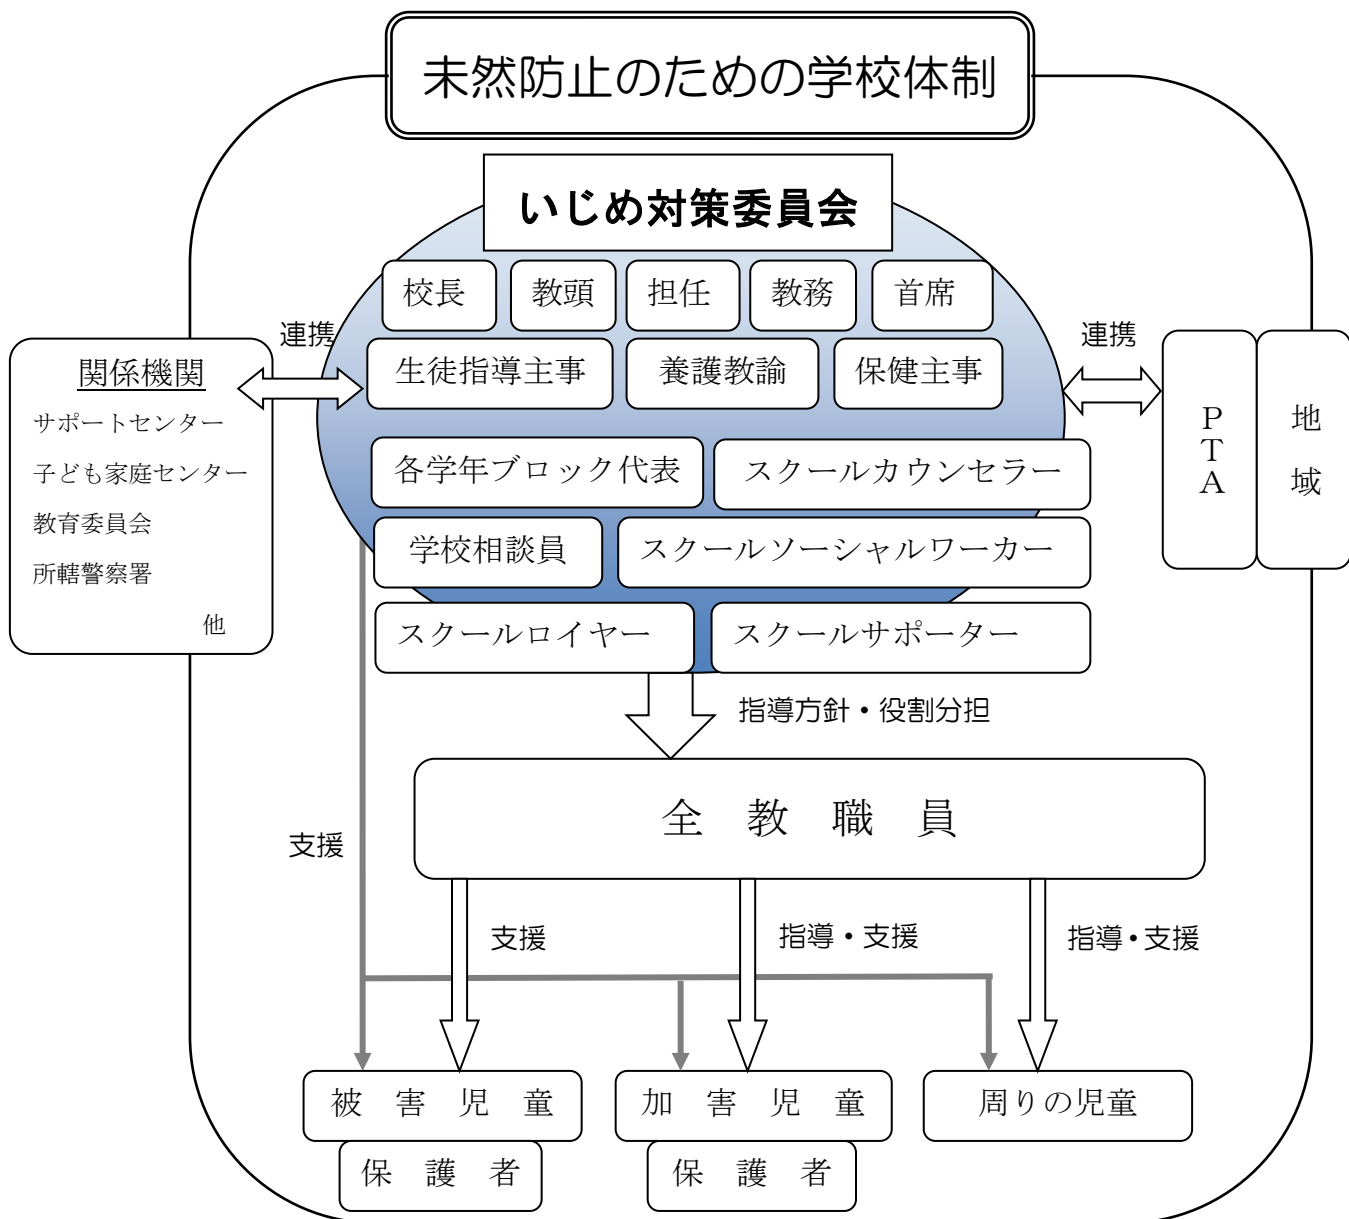 未然防止のための学校体制
いじめ対策委員会
校長
教頭
担任
教務
首席
連携
生徒指導主事
養護教諭
保健主事
連携
関係機関
サポートセンター
子ども家庭センター
教育委員会
所轄警察署
他
各学年ブロック代表
スクールカウンセラー
学校相談員
スクールソーシャルワーカー
スクールロイヤー
スクールサポーター
PTA
地域
指導方針・役割分担
全教職員
支援
支援
指導・支援
指導・支援
被害児童
加害児童
周りの児童
保護者
保護者